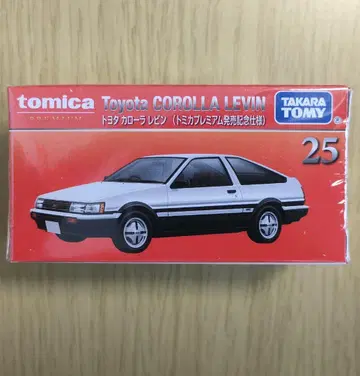 tomica
PREMIUM
Toyota COROLLA LEVIN
トヨタ カローラ レビン (トミカプレミアム発売記念仕様)
TAKARA
TOMY
25